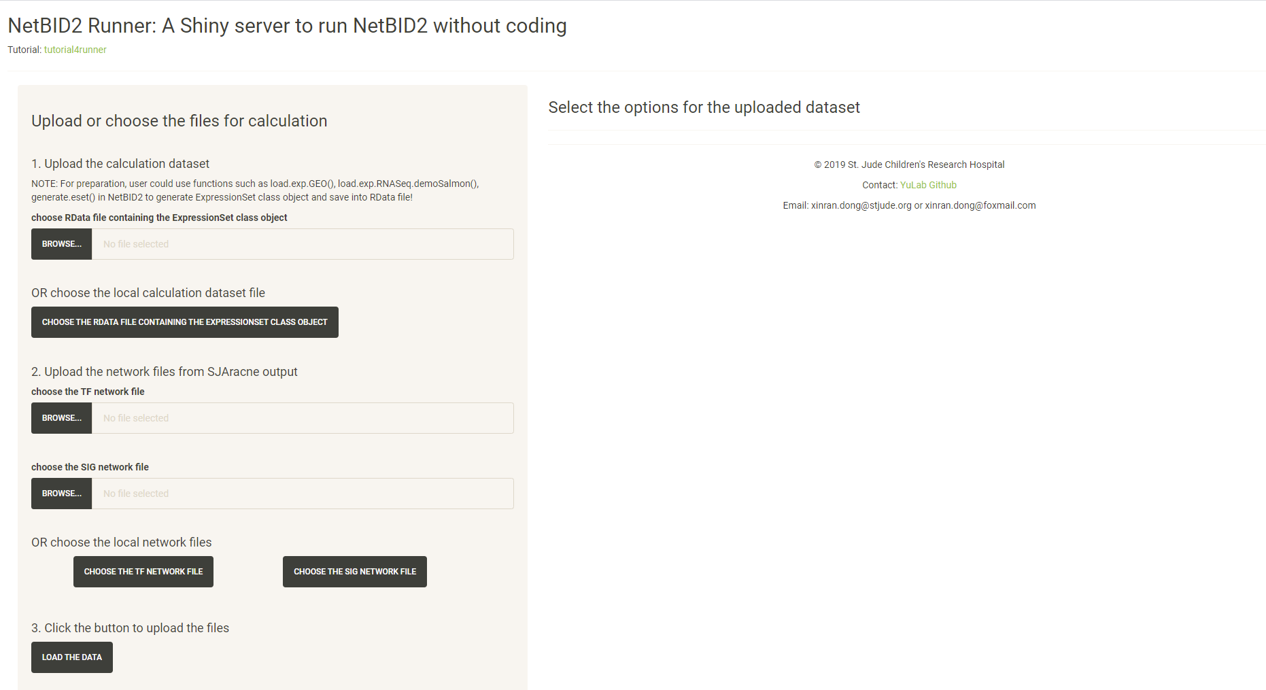 NetBID2 Runner: A Shiny server to run NetBID2 without coding
Tutorial: tutorial4runner
Upload or choose the files for calculation
1. Upload the calculation dataset
NOTE: For preparation, user could use functions such as load.exp.GEO(), load.exp.RNASeq.demoSalmon(),
generate.eset() in NetBID2 to generate ExpressionSet class object and save into RData file!
choose RData file containing the ExpressionSet class object
BROWSE... No file selected
OR choose the local calculation dataset file
CHOOSE THE RDATA FILE CONTAINING THE EXPRESSIONSET CLASS OBJECT
2. Upload the network files from SJAracne output
choose the TF network file
BROWSE... No file selected
choose the SIG network file
BROWSE... No file selected
OR choose the local network files
CHOOSE THE TF NETWORK FILE CHOOSE THE SIG NETWORK FILE
3. Click the button to upload the files
LOAD THE DATA
Select the options for the uploaded dataset
© 2019 St. Jude Children's Research Hospital
Contact: YuLab Github
Email: xinran.dong@stjude.org or xinran.dong@foxmail.com